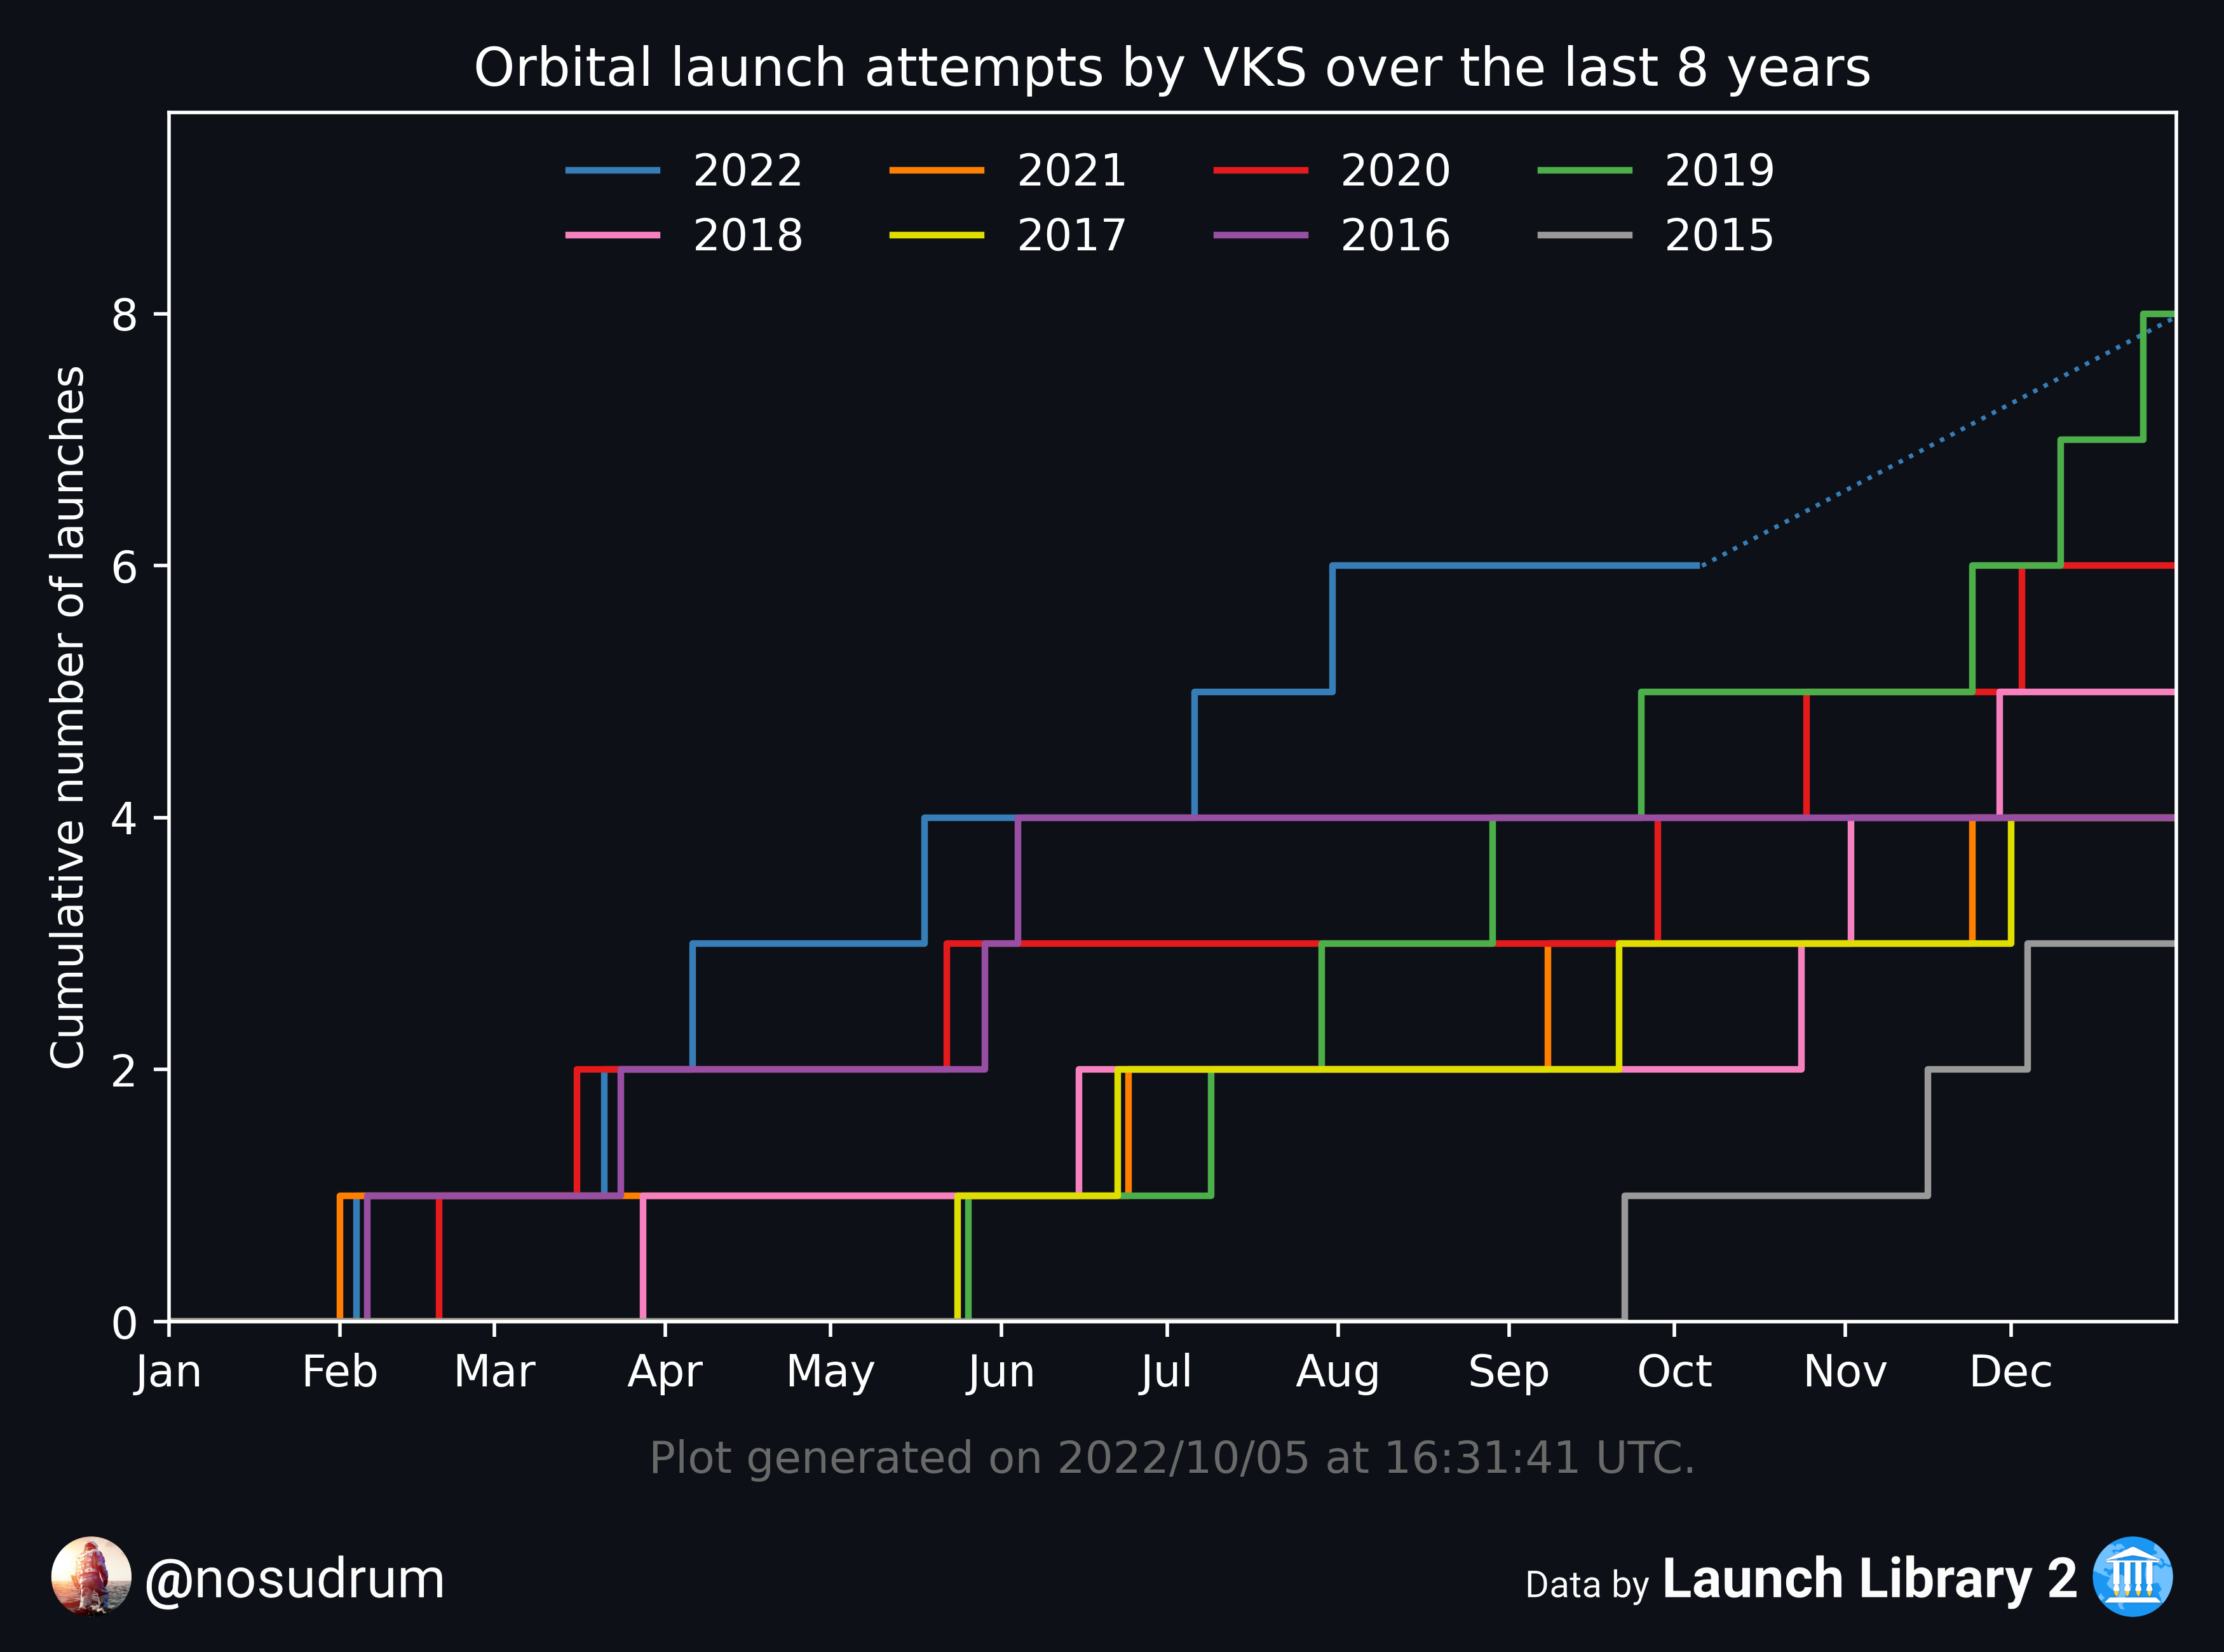 Orbital launch attempts by VKS over the last 8 years
2022 2021 2020 2019
2018 2017 2016 2015
Cumulative number of launches
8
6
4
2
0
Jan Feb Mar Apr May Jun Jul Aug Sep Oct Nov Dec
Plot generated on 2022/10/05 at 16:31:41 UTC.
@nosudrum
Data by Launch Library 2